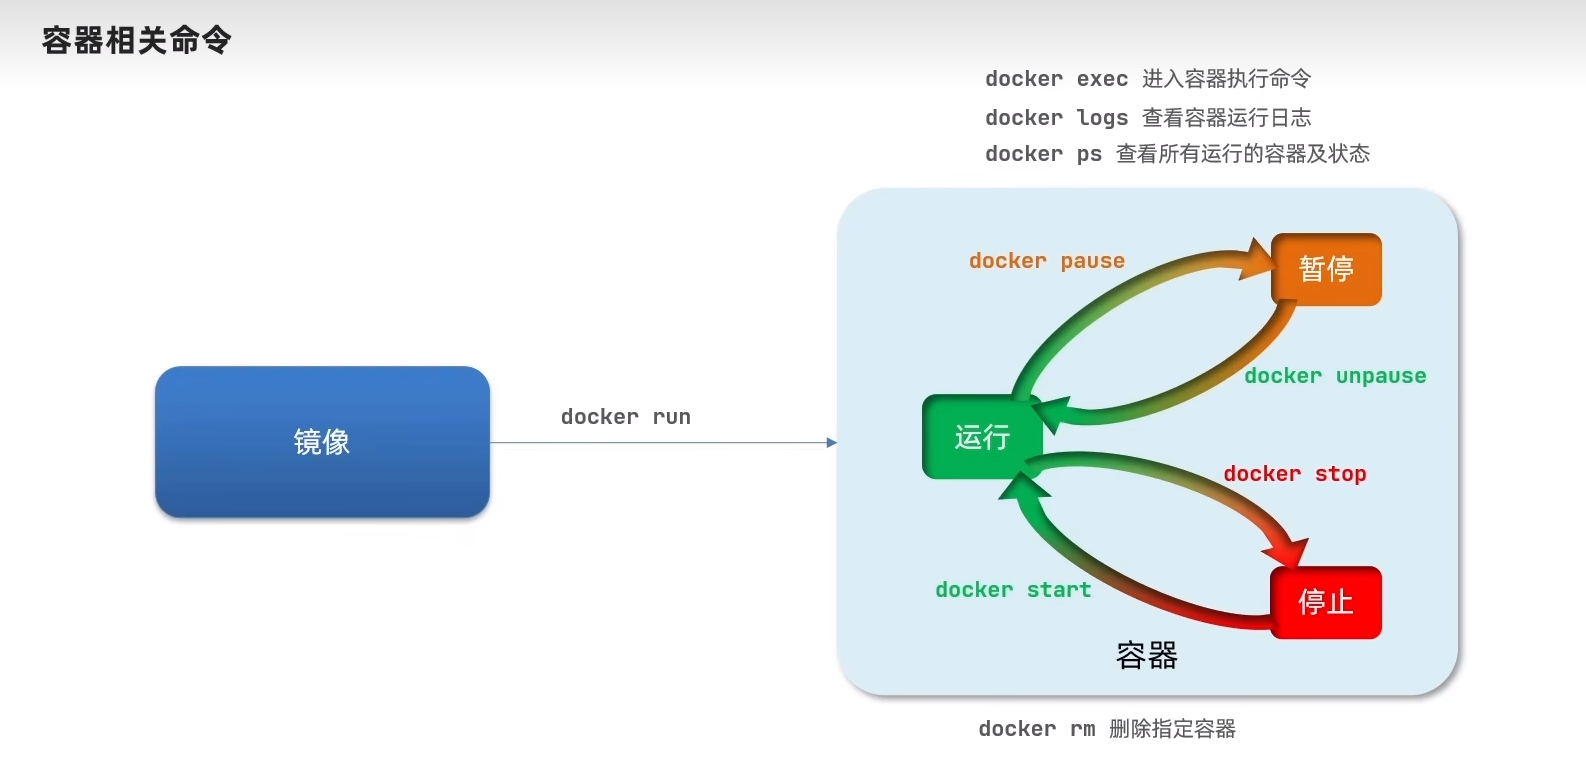 容器相关命令
docker exec 进入容器执行命令
docker logs 查看容器运行日志
docker ps 查看所有运行的容器及状态
docker pause
暂停
docker unpause
镜像
docker run
运行
docker stop
docker start
停止
容器
docker rm 删除指定容器